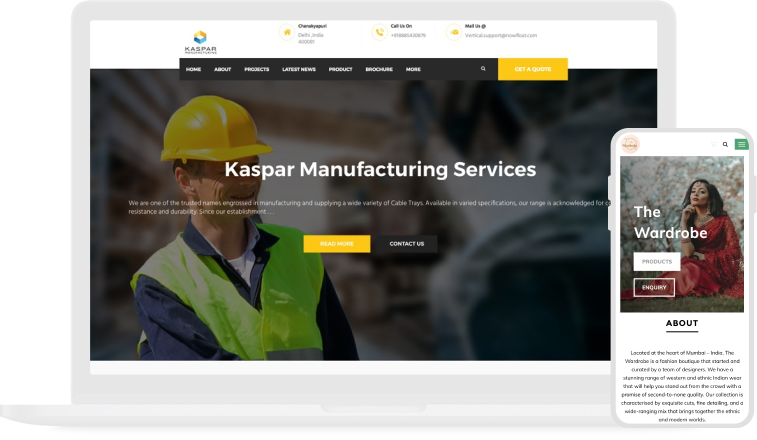 KASPAR
MANUFACTURING
Chanakyapuri
Delhi ,India
400001
Call Us On
Mail Us @
Vertical.support@nowfloat.com
HOME ABOUT PROJECTS LATEST NEWS PRODUCT BROCHURE MORE GET A QUOTE
Kaspar Manufacturing Services
We are one of the trusted names engrossed in manufacturing and supplying a wide variety of Cable Trays. Available in varied specifications, our range is acknowledged for
resistance and durability. Since our establishment.....
READ MORE CONTACT US
The
Wardrobe
PRODUCTS
ENQUIRY
ABOUT
Located at the heart of Mumbai – India, The
Wardrobe is a fashion boutique that started and
curated by a team of designers. We have a
stunning range of western and ethnic Indian wear
that will help you stand out from the crowd with a
promise of second-to-none quality. Our collection is
characterised by exquisite cuts, fine detailing, and a
wide-ranging mix that brings together the ethnic
and modern worlds.